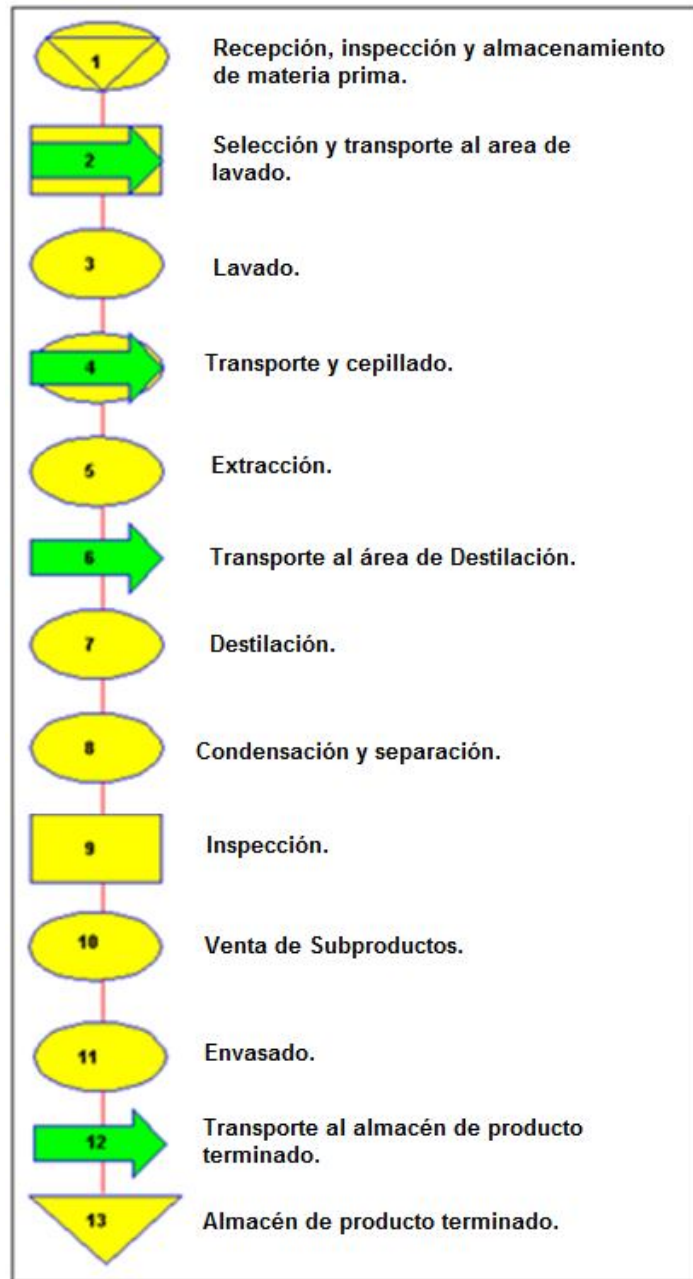 1
Recepción, inspección y almacenamiento
de materia prima.
2
Selección y transporte al area de
lavado.
3
Lavado.
4
Transporte y cepillado.
5
Extracción.
6
Transporte al área de Destilación.
7
Destilación.
8
Condensación y separación.
9
Inspección.
10
Venta de Subproductos.
11
Envasado.
12
Transporte al almacén de producto
terminado.
13
Almacén de producto terminado.